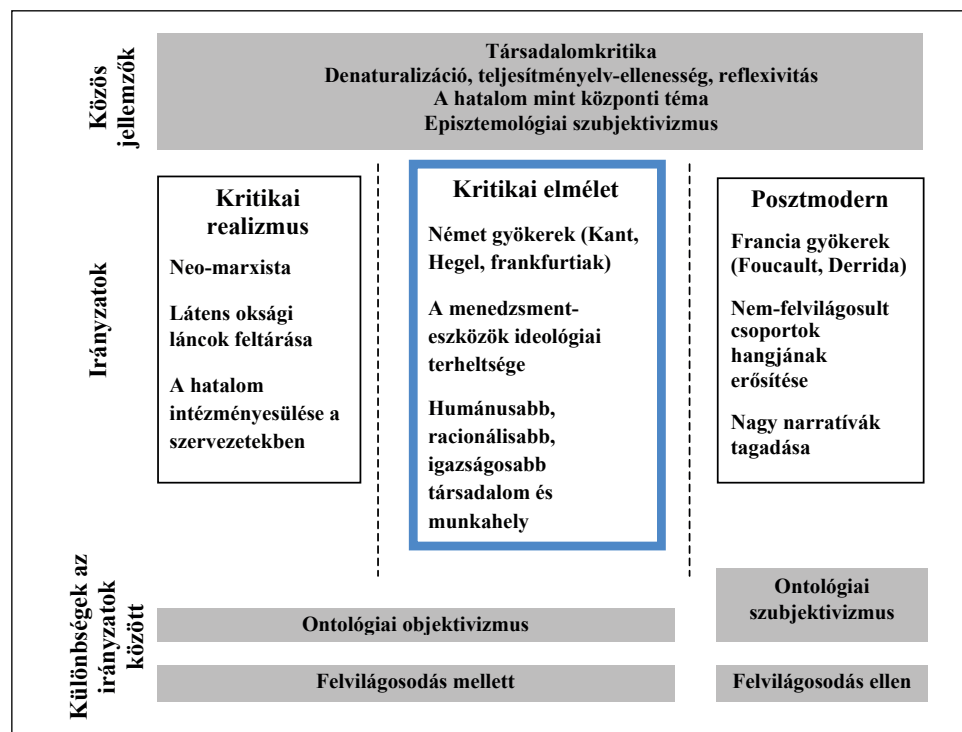 Közös
jellemzők
Társadalomkritika
Denaturalizáció, teljesítményelv-ellenesség, reflexivitás
A hatalom mint központi téma
Episztemológiai szubjektivizmus
Irányzatok
Kritikai
realizmus
Neo-marxista
Látens oksági
láncok feltárása
A hatalom
intézményesülése a
szervezetekben
Kritikai elmélet
Német gyökerek (Kant,
Hegel, frankfurtiak)
A menedzsment-
eszközök ideológiai
terheltsége
Humánusabb,
racionálisabb,
igazságosabb
társadalom és
munkahely
Posztmodern
Francia gyökerek
(Foucault, Derrida)
Nem-felvilágosult
csoportok
hangjának
erősítése
Nagy narratívák
tagadása
Különbségek az
irányzatok
között
Ontológiai objektivizmus
Ontológiai
szubjektivizmus
Felvilágosodás mellett
Felvilágosodás ellen